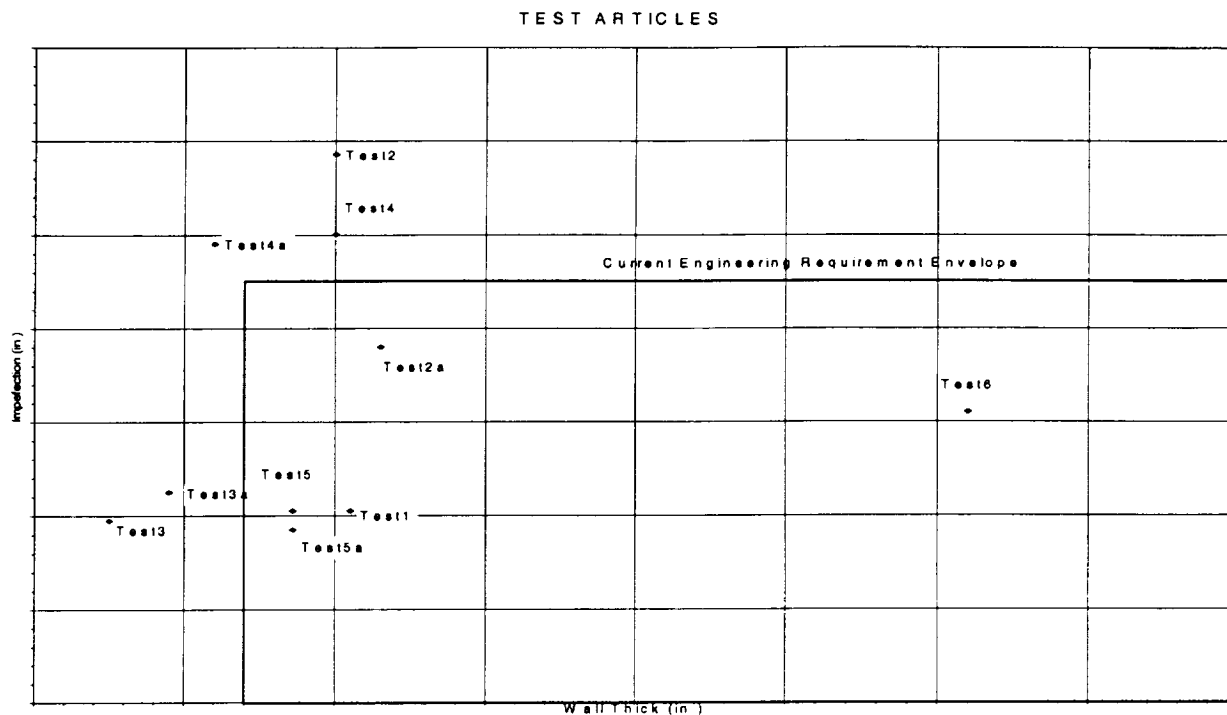 TEST ARTICLES
Test2
Test4
Test4a
Current Engineering Requirement Envelope
Test2a
Test6
Imperfection (in)
Test5
Test3a
Test1
Test3
Test5a
Wall Thick (in.)